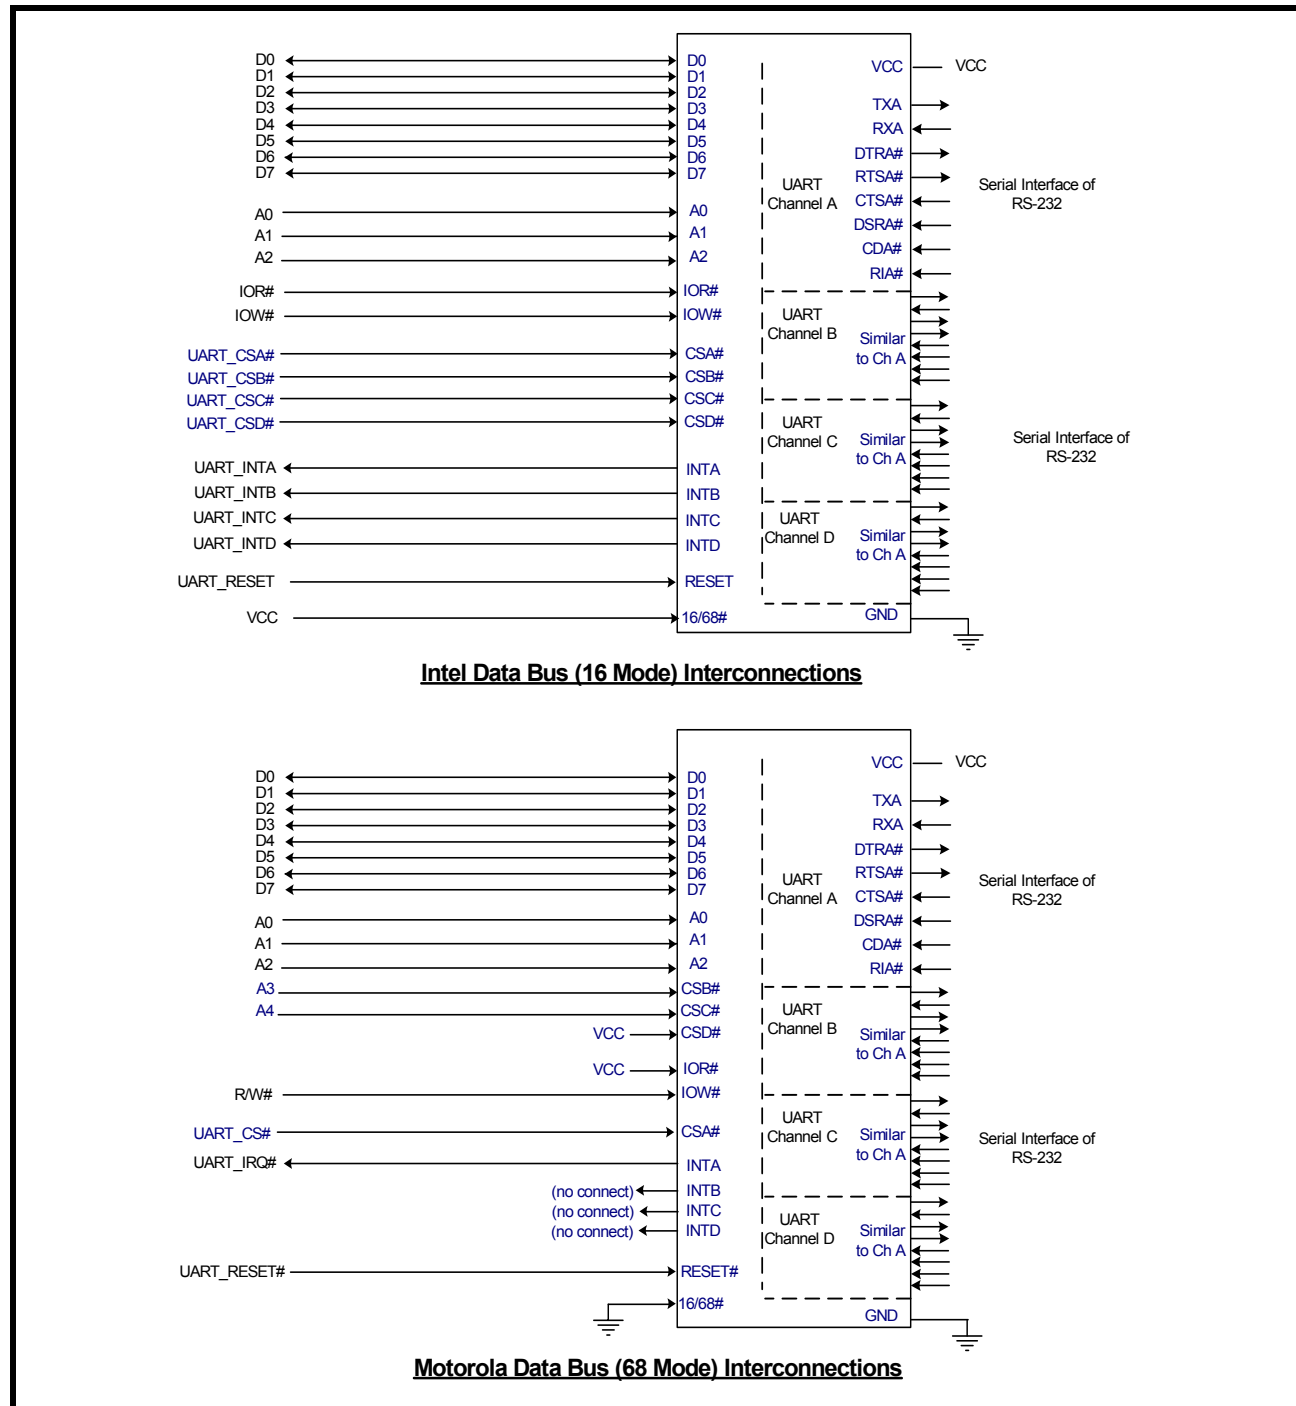 D0 D0 VCC VCC
D1 D1
D2 D2
D3 D3 TXA
D4 D4 RXA
D5 D5
D6 D6 DTRA#
D7 D7
UART RTSA# Serial Interface of
Channel A CTSA# RS-232
A0 A0
A1 A1 DSRA#
A2 A2 CDA#
RIA#
IOR# IOR#
IOW# IOW# UART
Channel B Similar
UART_CSA# CSA# to Ch A
UART_CSB# CSB#
UART_CSC# CSC#
UART_CSD# CSD# UART
Channel C Similar Serial Interface of
to Ch A RS-232
UART_INTA INTA
UART_INTB INTB
UART_INTC INTC UART
Channel D Similar
UART_INTD INTD to Ch A
UART_RESET RESET
VCC 16/68# GND
Intel Data Bus (16 Mode) Interconnections
VCC VCC
D0 D0
D1 D1
D2 D2 TXA
D3 D3 RXA
D4 D4
D5 D5 DTRA#
D6 D6
D7 D7
UART RTSA# Serial Interface of
Channel A CTSA# RS-232
A0 A0 DSRA#
A1 A1 CDA#
A2 A2 RIA#
A3 CSB#
A4 CSC# UART
Channel B Similar
VCC CSD# to Ch A
VCC IOR#
R/W# IOW#
UART
UART_CS# CSA# Channel C Similar Serial Interface of
to Ch A RS-232
UART_IRQ# INTA
(no connect) INTB
(no connect) INTC UART
(no connect) INTD Channel D Similar
to Ch A
UART_RESET# RESET#
16/68#
GND
Motorola Data Bus (68 Mode) Interconnections